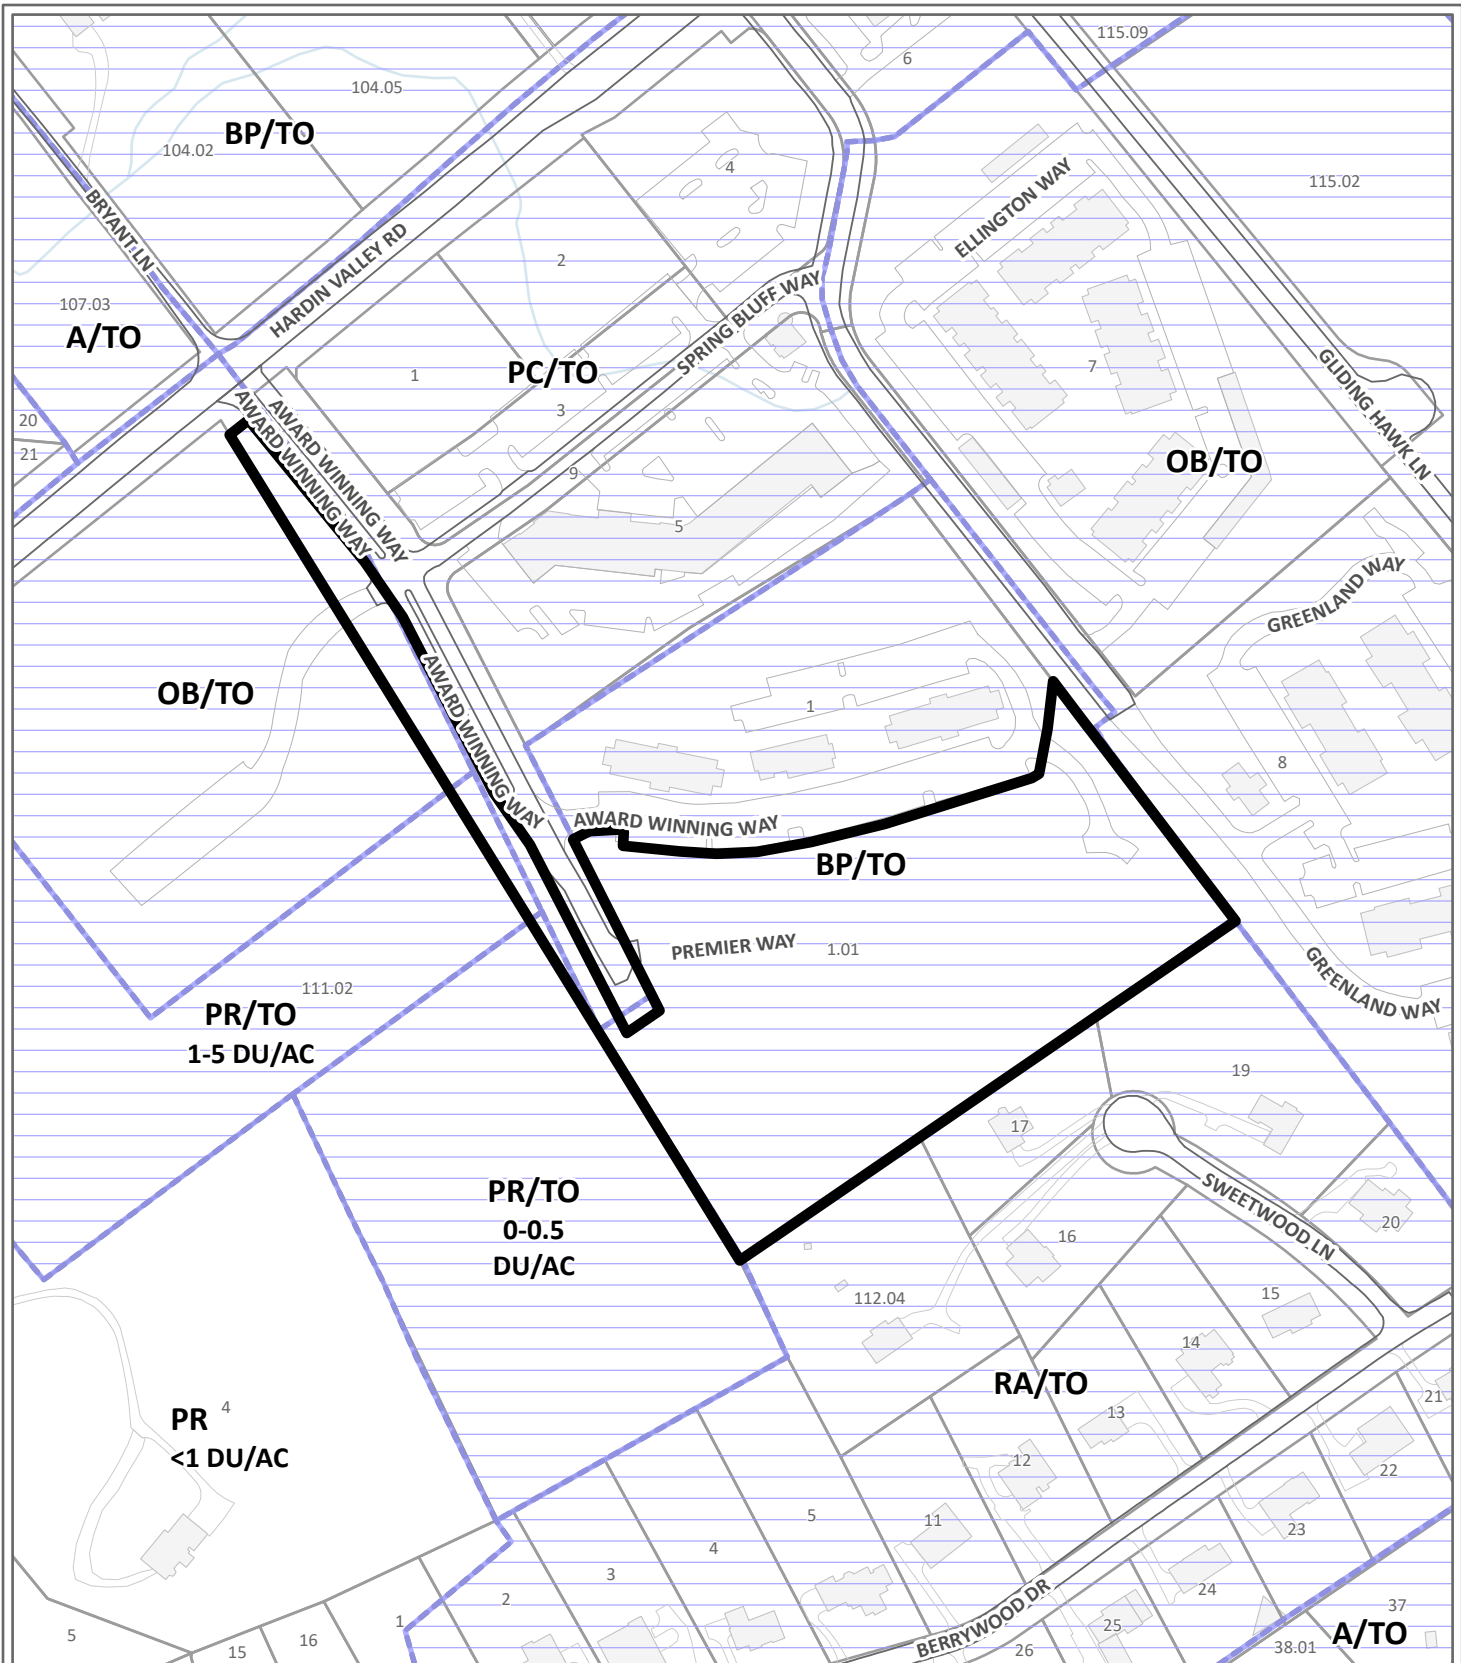 115.09
6
104.05
BP/TO
104.02
4
ELLINGTON WAY
115.02
BRYANT LN
HARDIN VALLEY RD
2
107.03
A/TO
SPRING BLUFF WAY
PC/TO
1
7
GLIDING HAWK LN
3
20
21
AWARD WINNING WAY
AWARD WINNING WAY
9
OB/TO
5
GREENLAND WAY
OB/TO
AWARD WINNING WAY
1
8
AWARD WINNING WAY
BP/TO
PREMIER WAY
1.01
GREENLAND WAY
111.02
PR/TO
1-5 DU/AC
19
17
PR/TO
0-0.5
DU/AC
SWEETWOOD LN
20
16
112.04
15
14
RA/TO
21
PR
4
<1 DU/AC
13
12
22
5
11
23
4
3
24
2
BERRYWOOD DR
37
1
25
A/TO
5
16
15
26
38.01